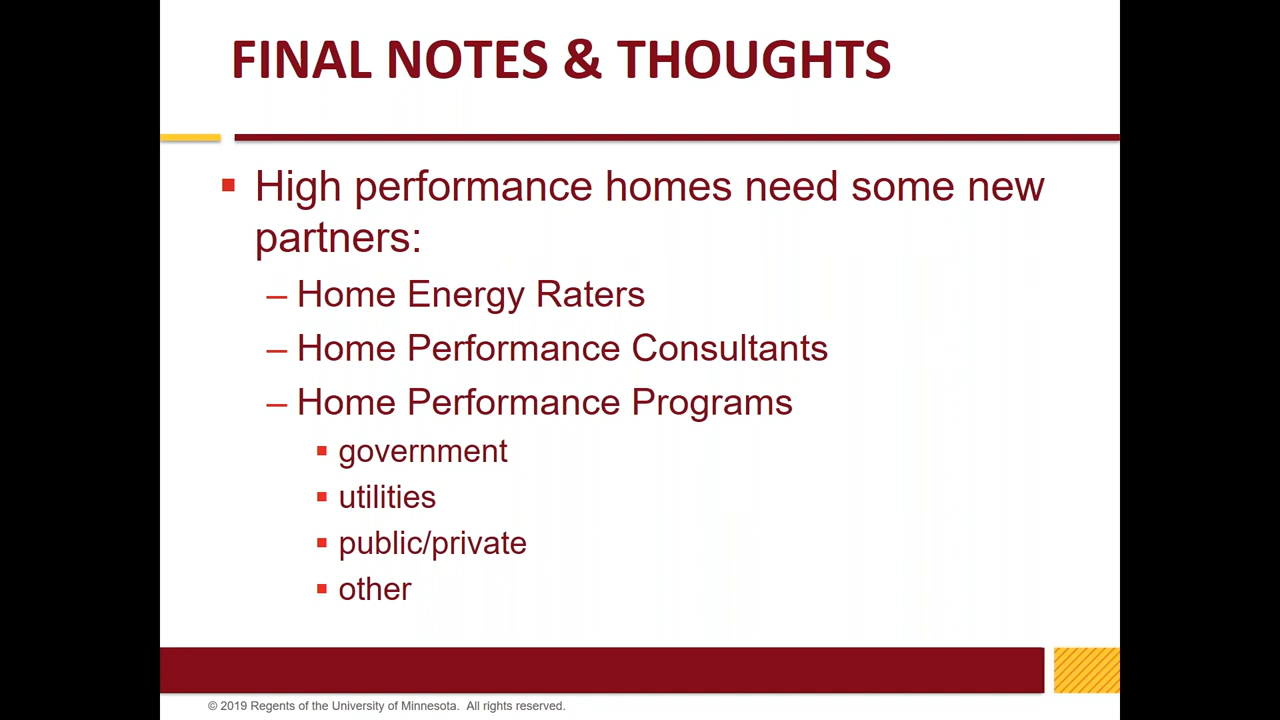 FINAL NOTES & THOUGHTS
▪ High performance homes need some new
partners:
– Home Energy Raters
– Home Performance Consultants
– Home Performance Programs
▪ government
▪ utilities
▪ public/private
▪ other
© 2019 Regents of the University of Minnesota. All rights reserved.